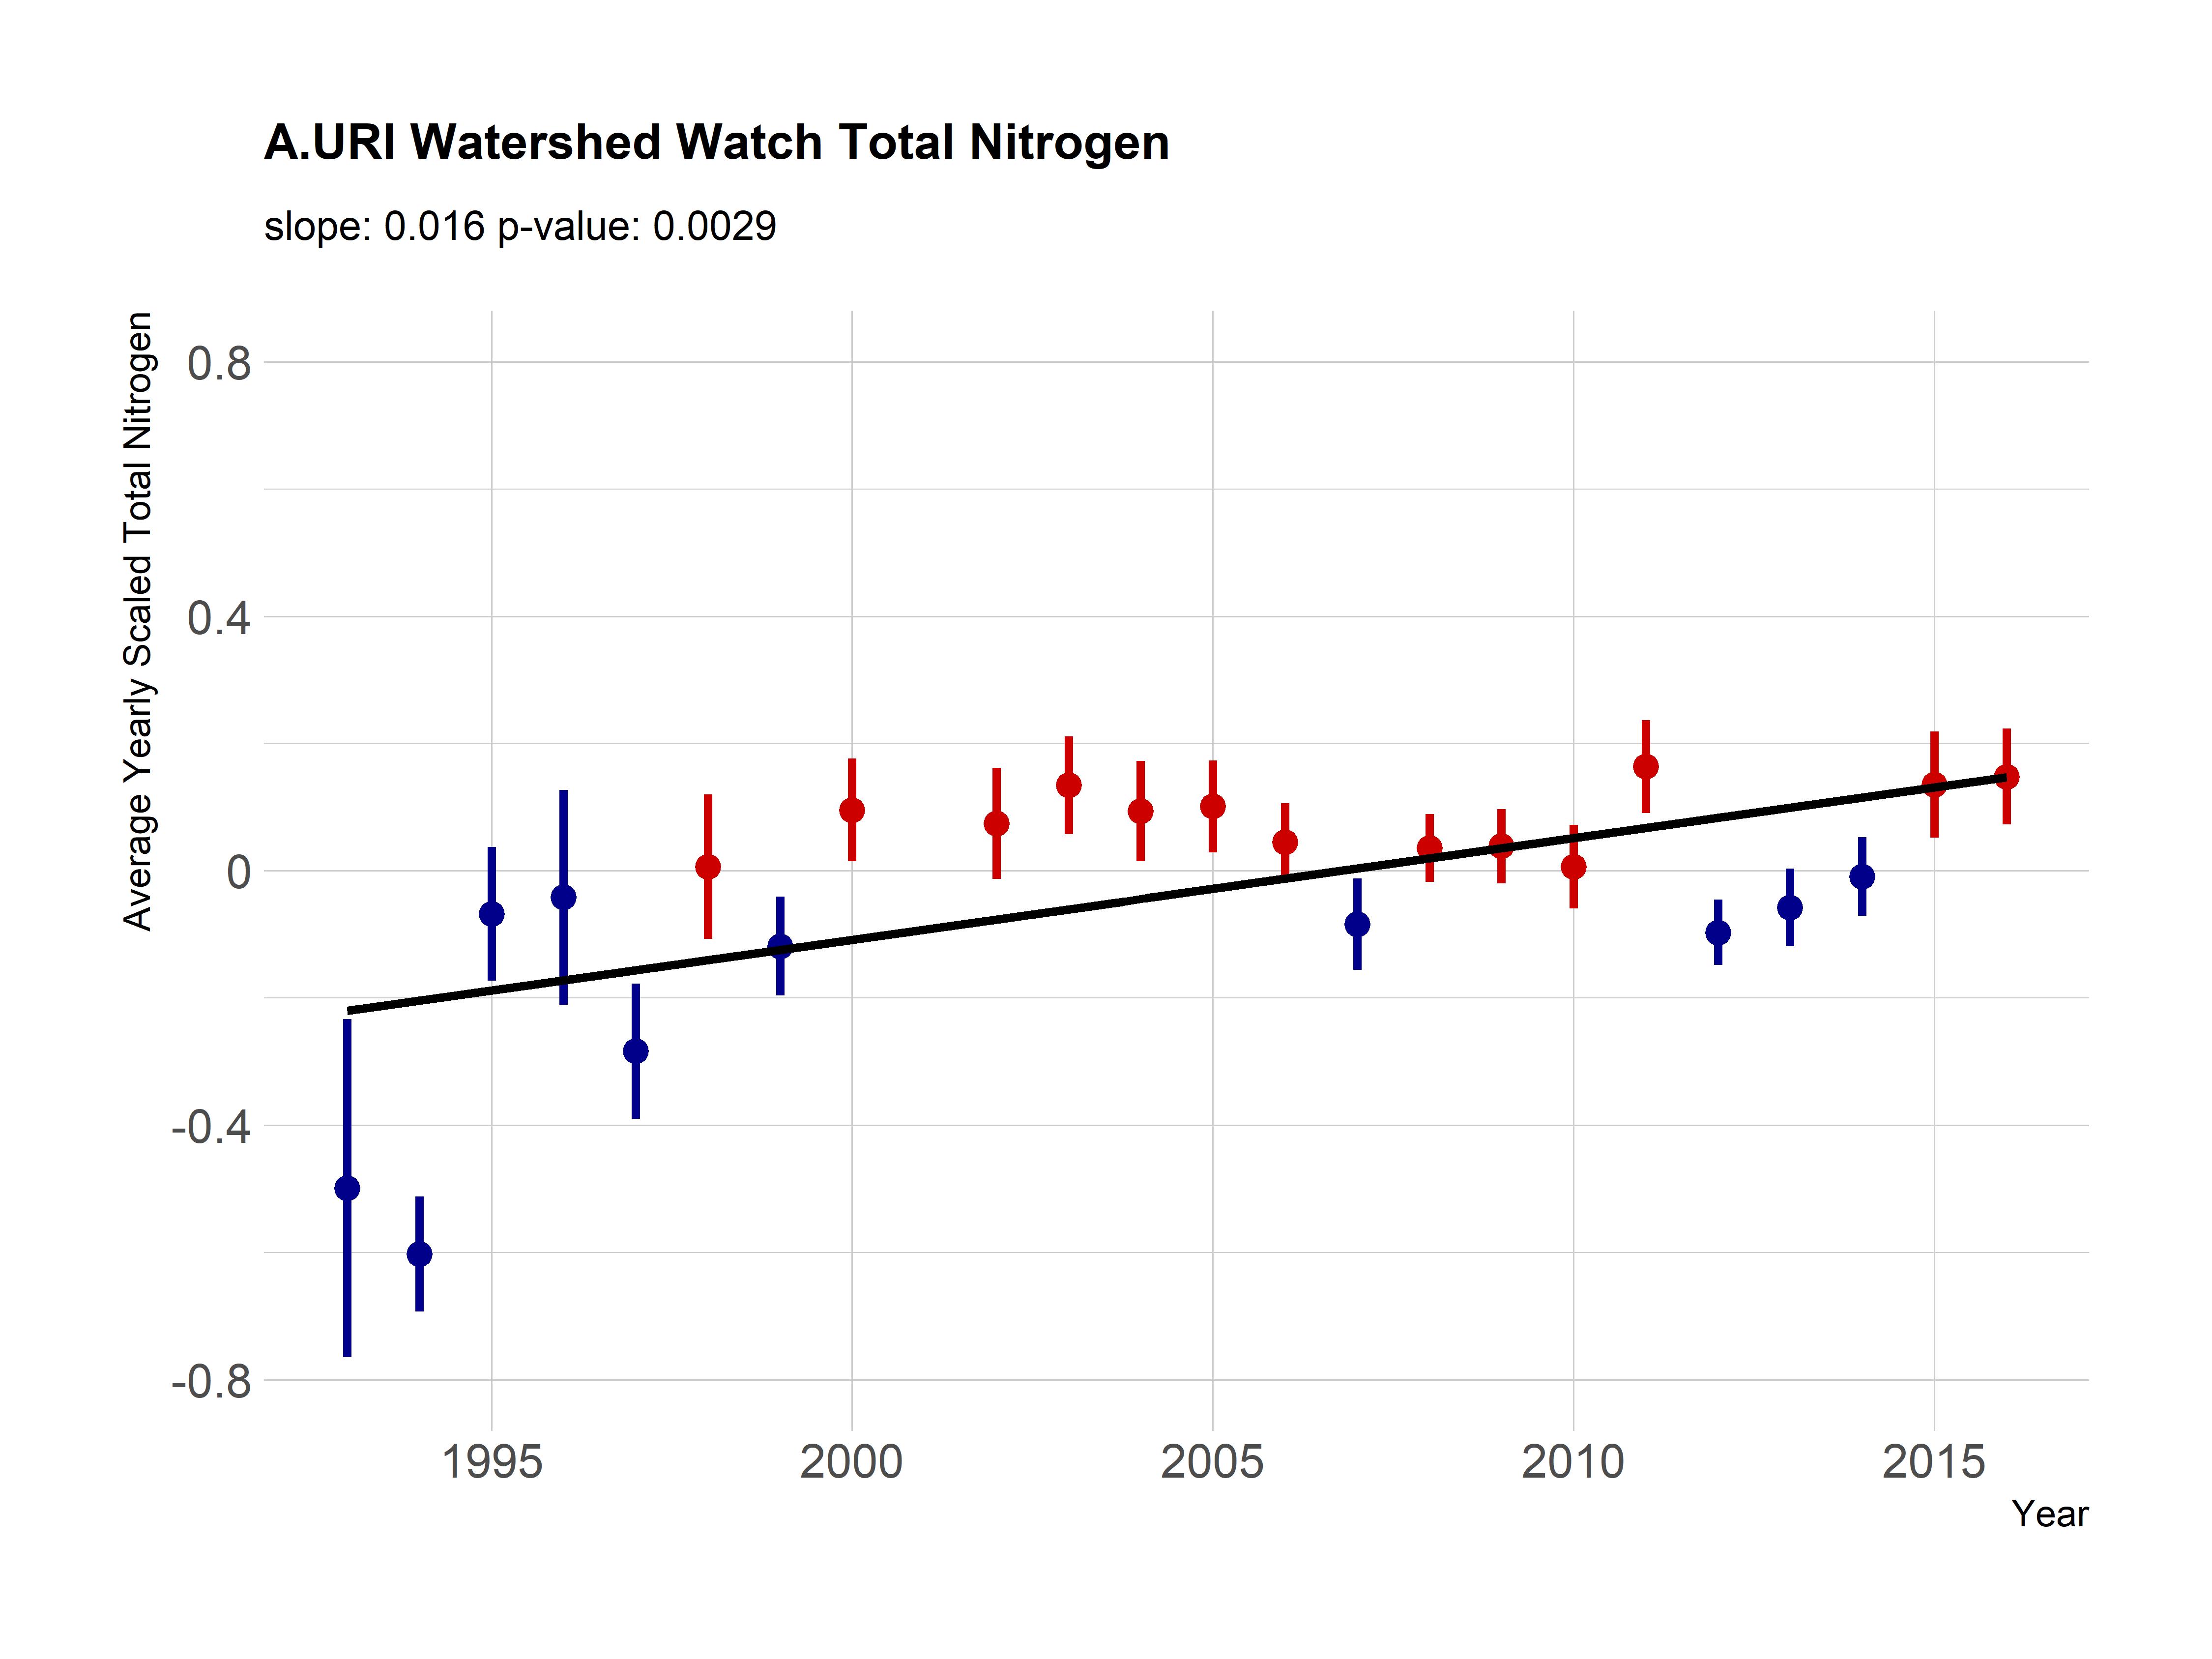 A.URI Watershed Watch Total Nitrogen
slope: 0.016 p-value: 0.0029
Average Yearly Scaled Total Nitrogen
0.8
0.4
0
-0.4
-0.8
1995 2000 2005 2010 2015
Year